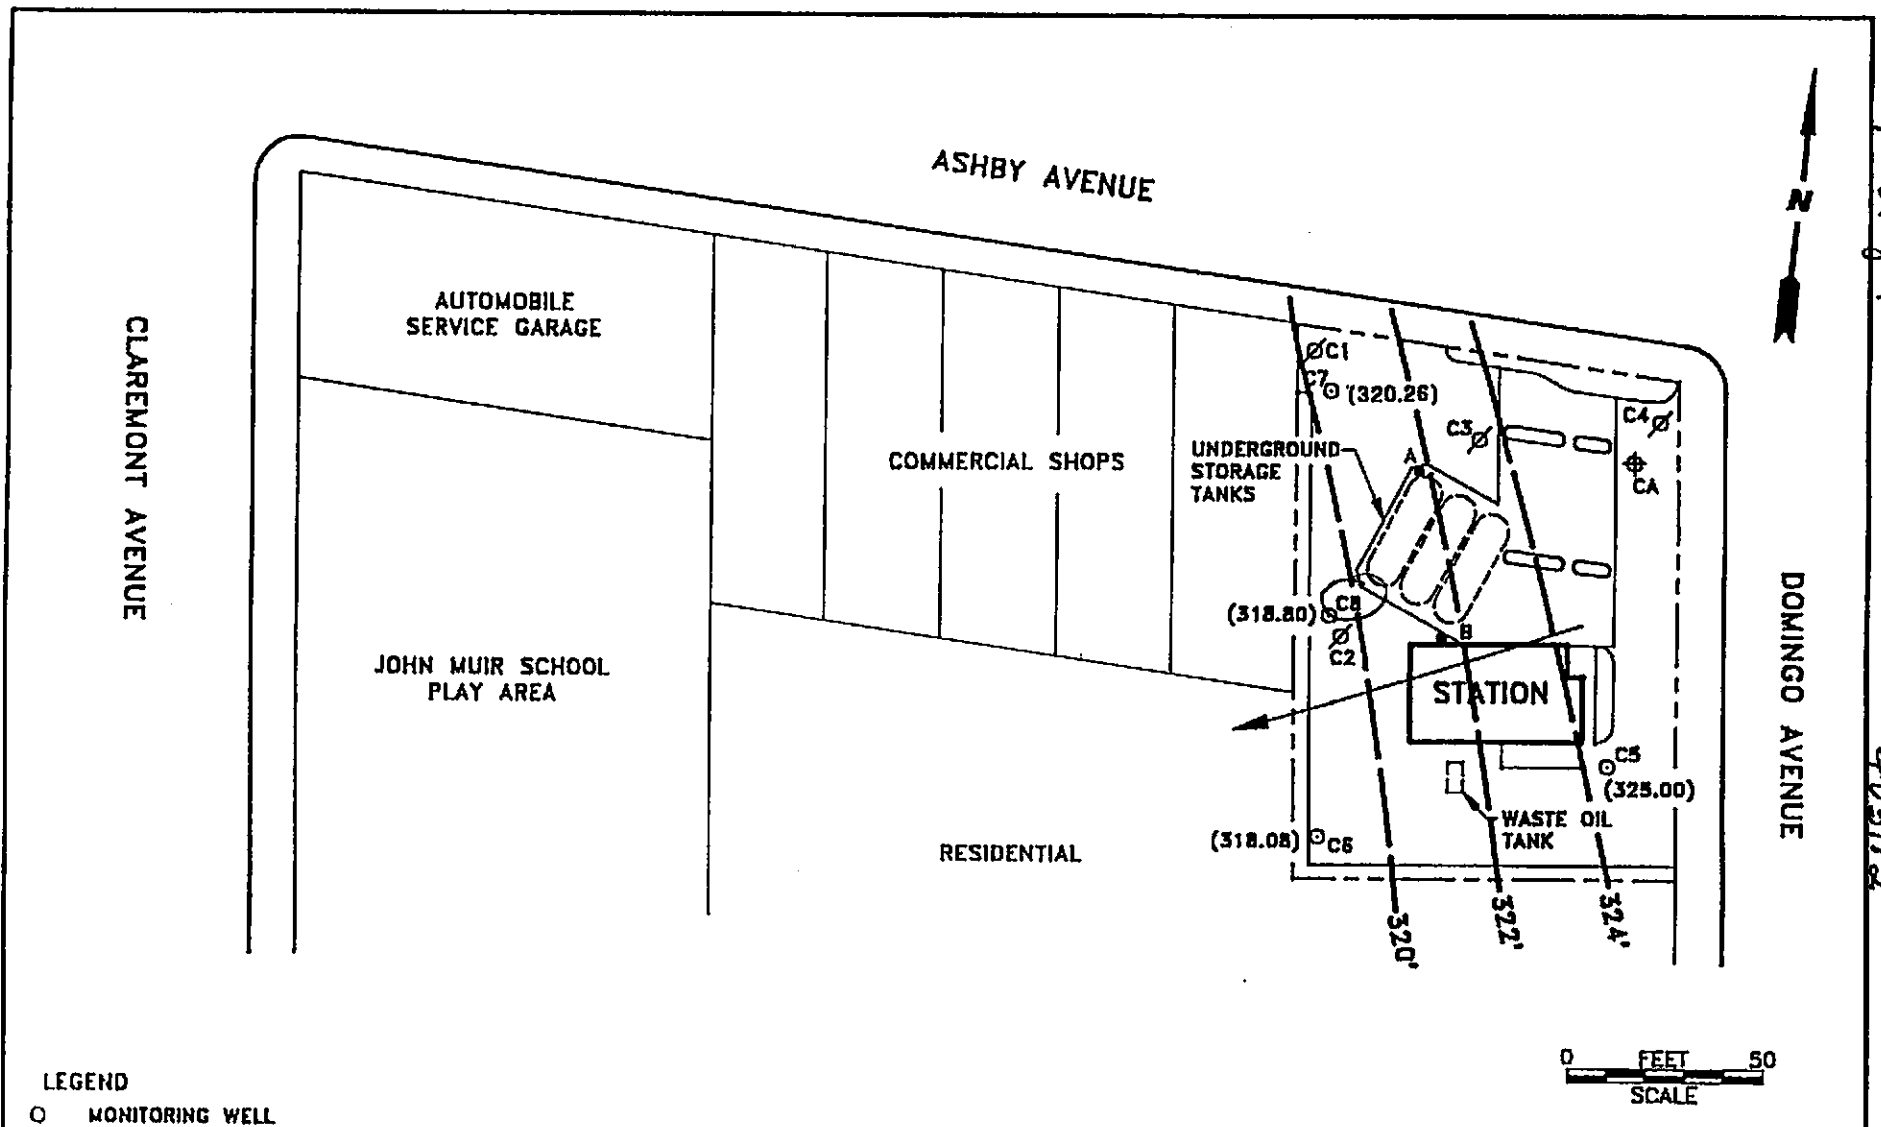 ASHBY AVENUE
N
AUTOMOBILE
SERVICE GARAGE
CLAREMONT AVENUE
C1
C7
(320.26)
C4
C3
COMMERCIAL SHOPS
UNDERGROUND
STORAGE
TANKS
A
CA
DOMINGO AVENUE
(318.80)
C8
B
C2
JOHN MUIR SCHOOL
PLAY AREA
STATION
C5
(325.00)
WASTE OIL
TANK
(318.08)
C6
RESIDENTIAL
320'
322'
324'
0 FEET 50
SCALE
LEGEND
MONITORING WELL